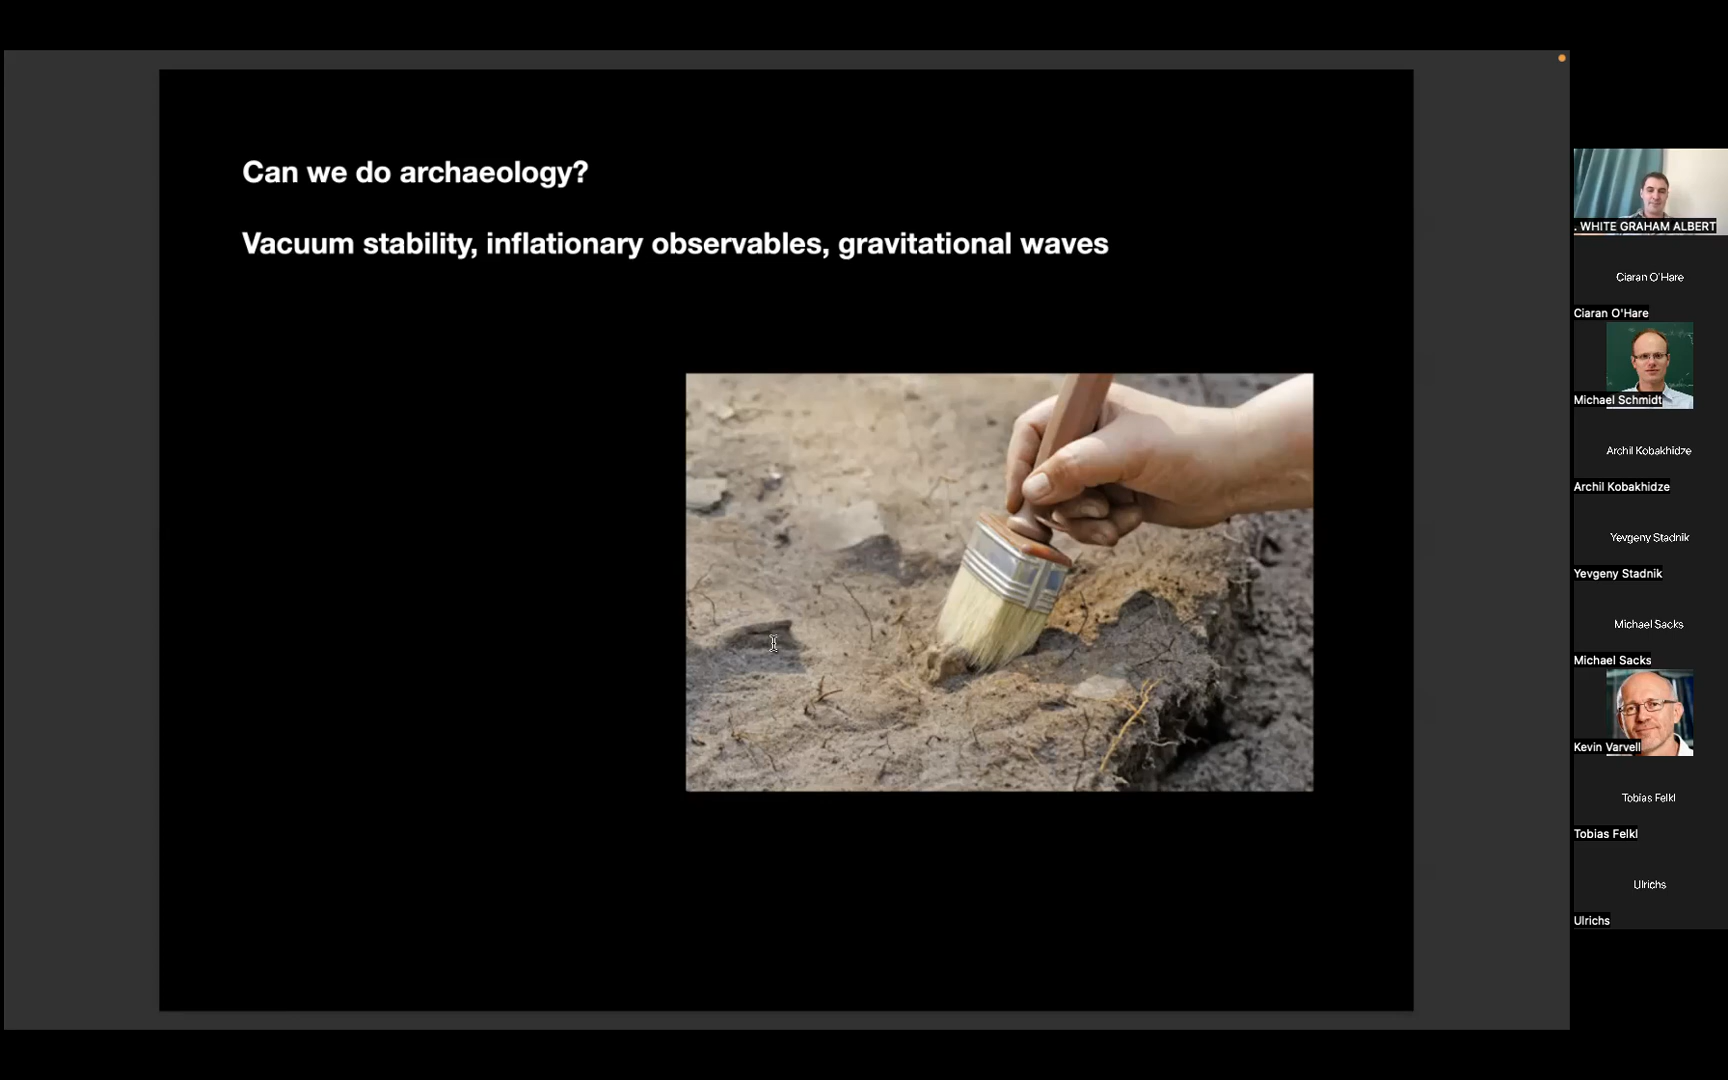 Can we do archaeology?
Vacuum stability, inflationary observables, gravitational waves
. WHITE GRAHAM ALBERT
Ciaran O'Hare
Ciaran O'Hare
Michael Schmidt
Archil Kobakhidze
Archil Kobakhidze
Yevgeny Stadnik
Yevgeny Stadnik
Michael Sacks
Michael Sacks
Kevin Varvell
Tobias Felkl
Tobias Felkl
Ulrichs
Ulrichs